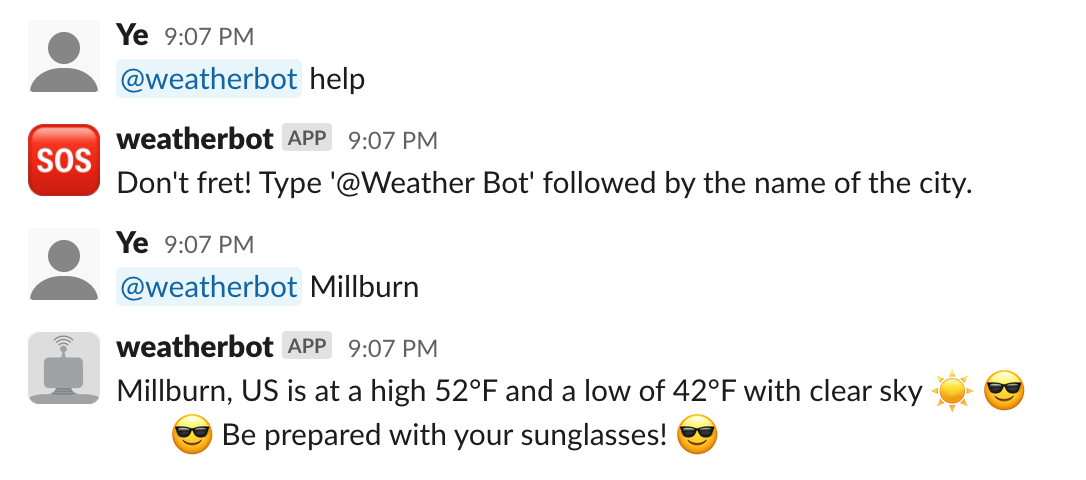 Ye 9:07 PM
@weatherbot help
SOS
weatherbot APP 9:07 PM
Don't fret! Type '@Weather Bot' followed by the name of the city.
Ye 9:07 PM
@weatherbot Millburn
weatherbot APP 9:07 PM
Millburn, US is at a high 52°F and a low of 42°F with clear sky ☀️ 😎
😎 Be prepared with your sunglasses! 😎